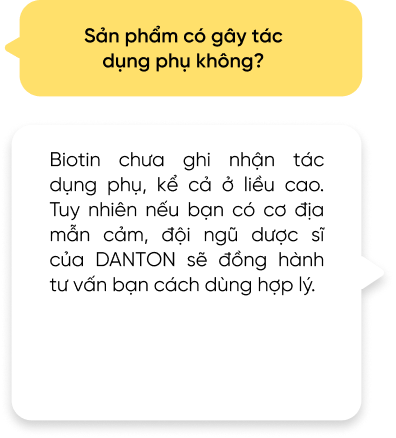 Sản phẩm có gây tác
dụng phụ không?
Biotin chưa ghi nhận tác
dụng phụ, kể cả ở liều cao.
Tuy nhiên nếu bạn có cơ địa
mẫn cảm, đội ngũ dược sĩ
của DANTON sẽ đồng hành
tư vấn bạn cách dùng hợp lý.